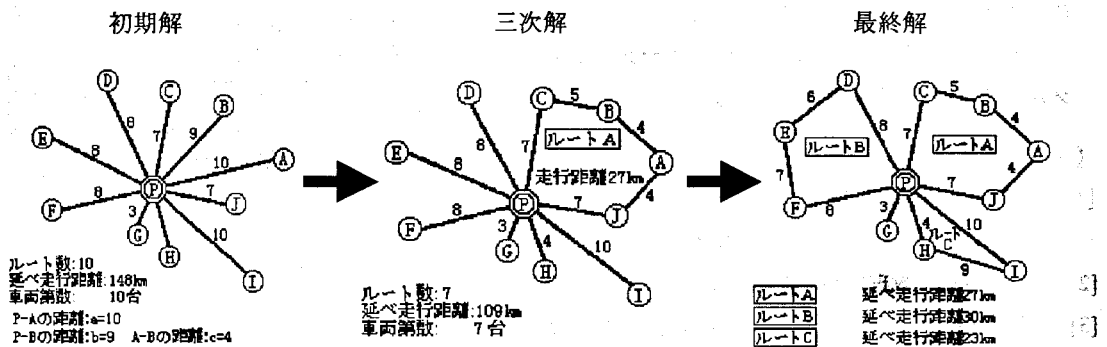 初期解
三次解
最終解
D
C
B
E
A
8
7
9
8
10
P
8
7
J
F
3
10
G
H
I
ルート数:10
延べ走行距離:148km
車両第数: 10台
P-Aの距離:a=10
P-Bの距離:b=9 A-Bの距離:c=4
D
C
5
B
ルートA
4
8
7
E
A
走行距離27km
8
4
P
7
J
F
8
3
4
10
G
H
I
ルート数:7
延べ走行距離:109km
車両第数: 7台
D
C
5
B
6
4
E
8
7
ルートB
ルートA
A
7
P
7
4
J
F
8
3
4
10
G
ルートC
H
9
I
ルートA 延べ走行距離27km
ルートB 延べ走行距離30km
ルートC 延べ走行距離23km